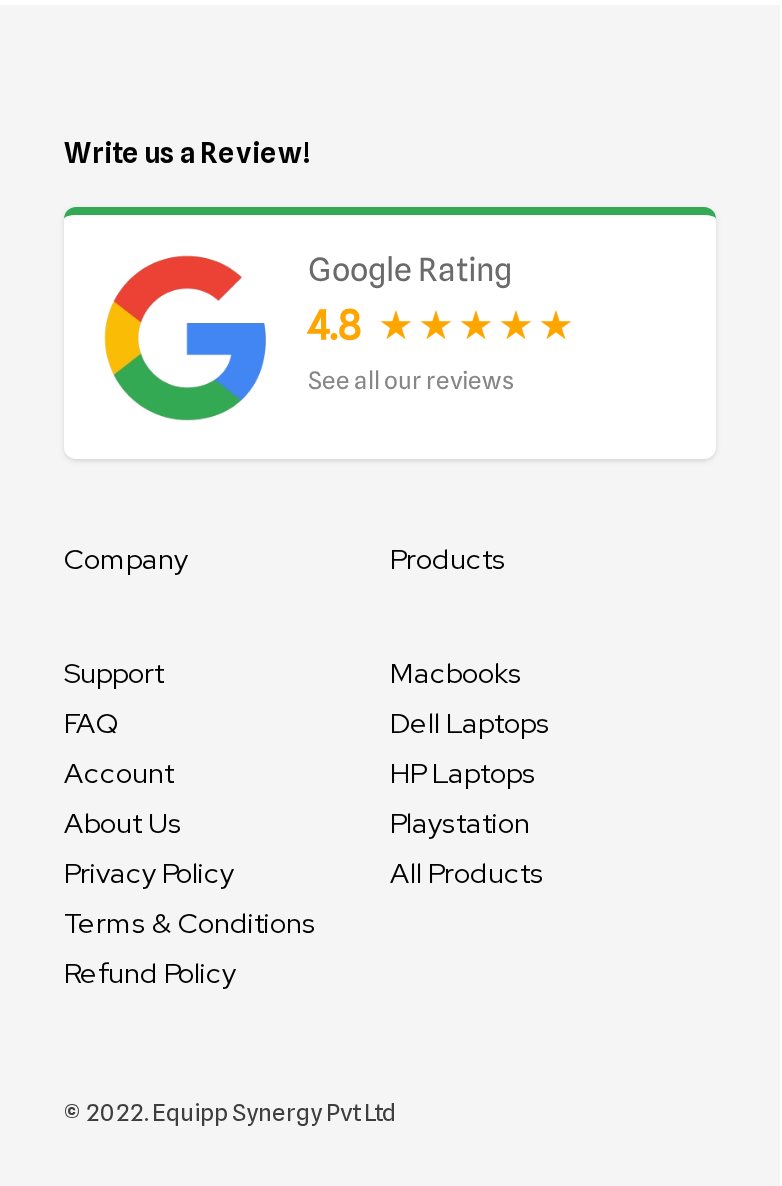 Write us a Review!
Google Rating
4.8 ★★★★★
See all our reviews
Company
Support
FAQ
Account
About Us
Privacy Policy
Terms & Conditions
Refund Policy
Products
Macbooks
Dell Laptops
HP Laptops
Playstation
All Products
© 2022. Equipp Synergy Pvt Ltd